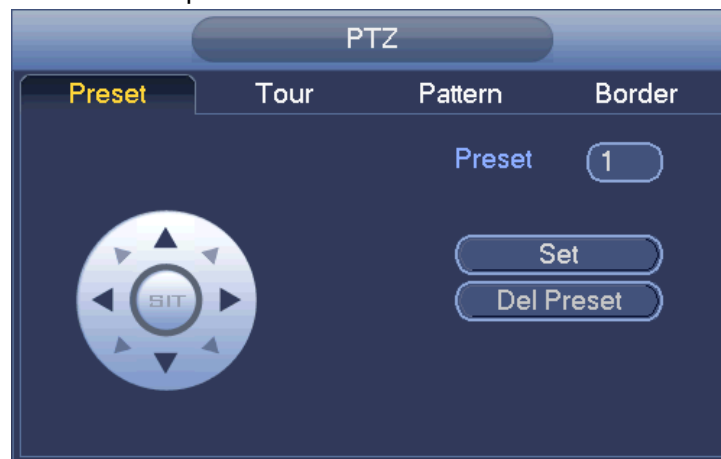 PTZ
Preset Tour Pattern Border
Preset 1
Set
SIT
Del Preset